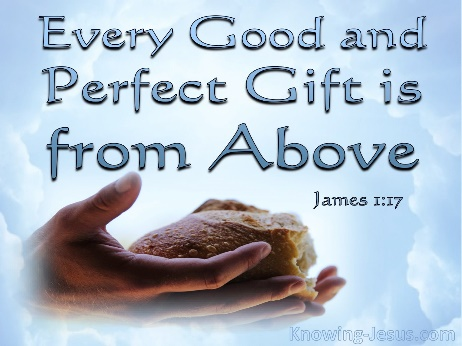 Every Good and
Perfect Gift is
from Above
James 1:17
Knowing-Jesus.com